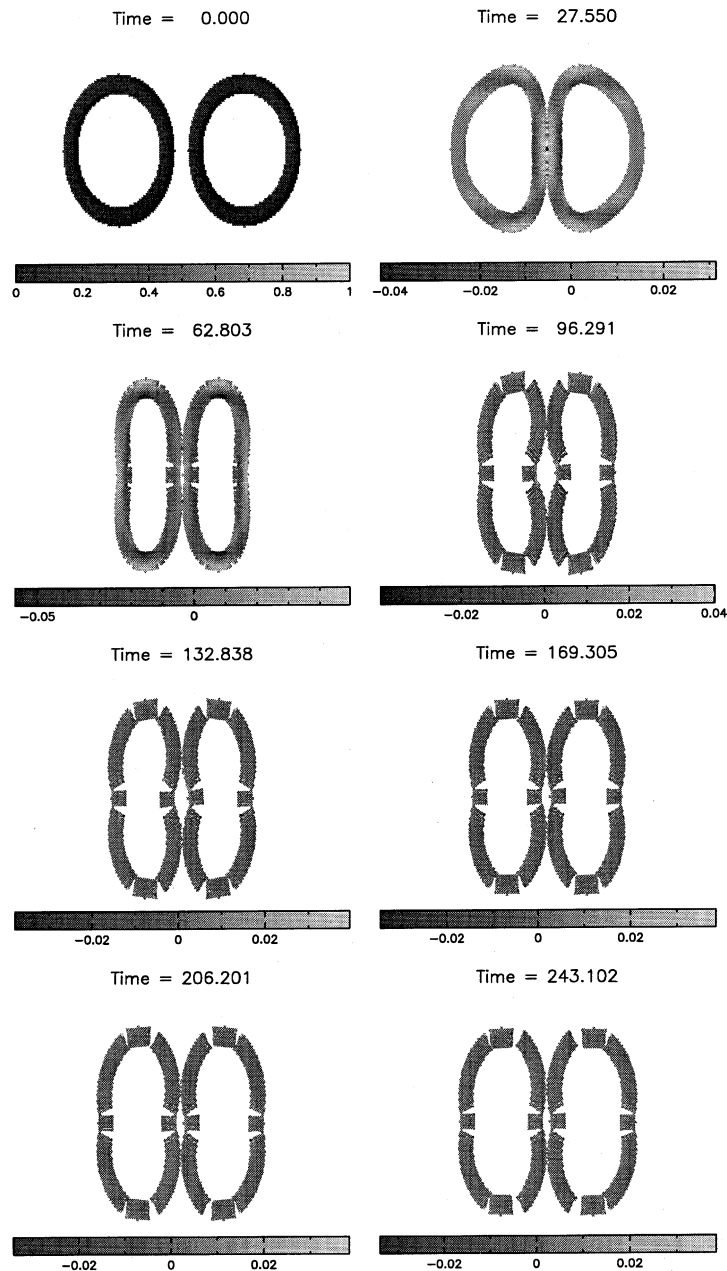 Time = 0.000
Time = 27.550
0 0.2 0.4 0.6 0.8 1
−0.04 −0.02 0 0.02
Time = 62.803
Time = 96.291
−0.05 0
−0.02 0 0.02 0.04
Time = 132.838
Time = 169.305
−0.02 0 0.02
−0.02 0 0.02
Time = 206.201
Time = 243.102
−0.02 0 0.02
−0.02 0 0.02